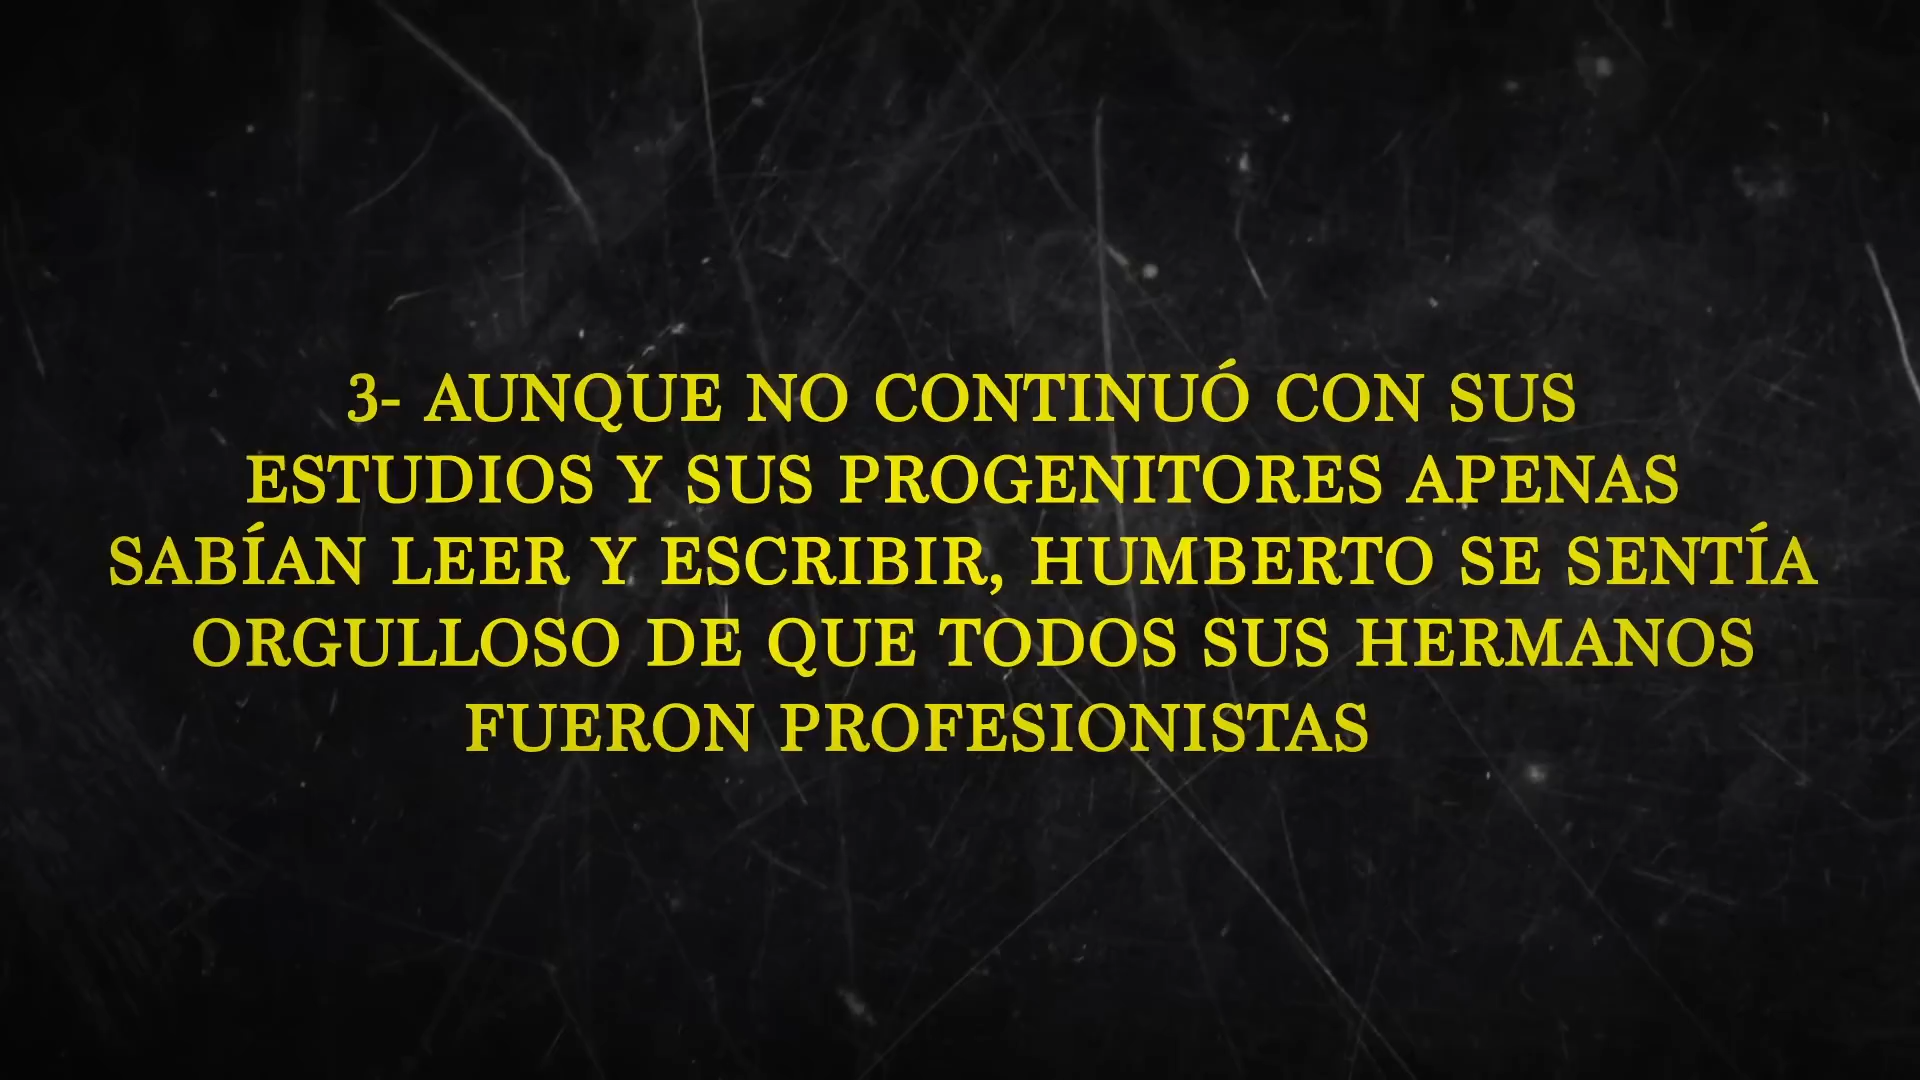 3- AUNQUE NO CONTINUÓ CON SUS
ESTUDIOS Y SUS PROGENITORES APENAS
SABÍAN LEER Y ESCRIBIR, HUMBERTO SE SENTÍA
ORGULLOSO DE QUE TODOS SUS HERMANOS
FUERON PROFESIONISTAS